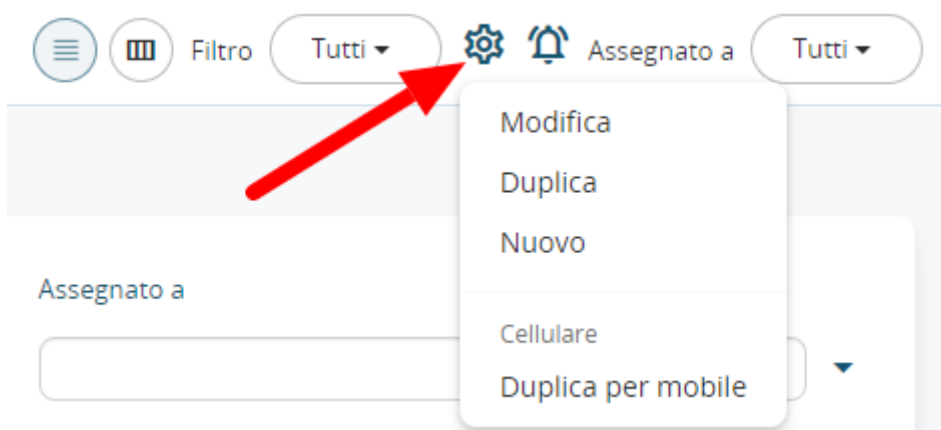 Filtro Tutti Assegnato a Tutti
Modifica
Duplica
Nuovo
Assegnato a
Cellulare
Duplica per mobile